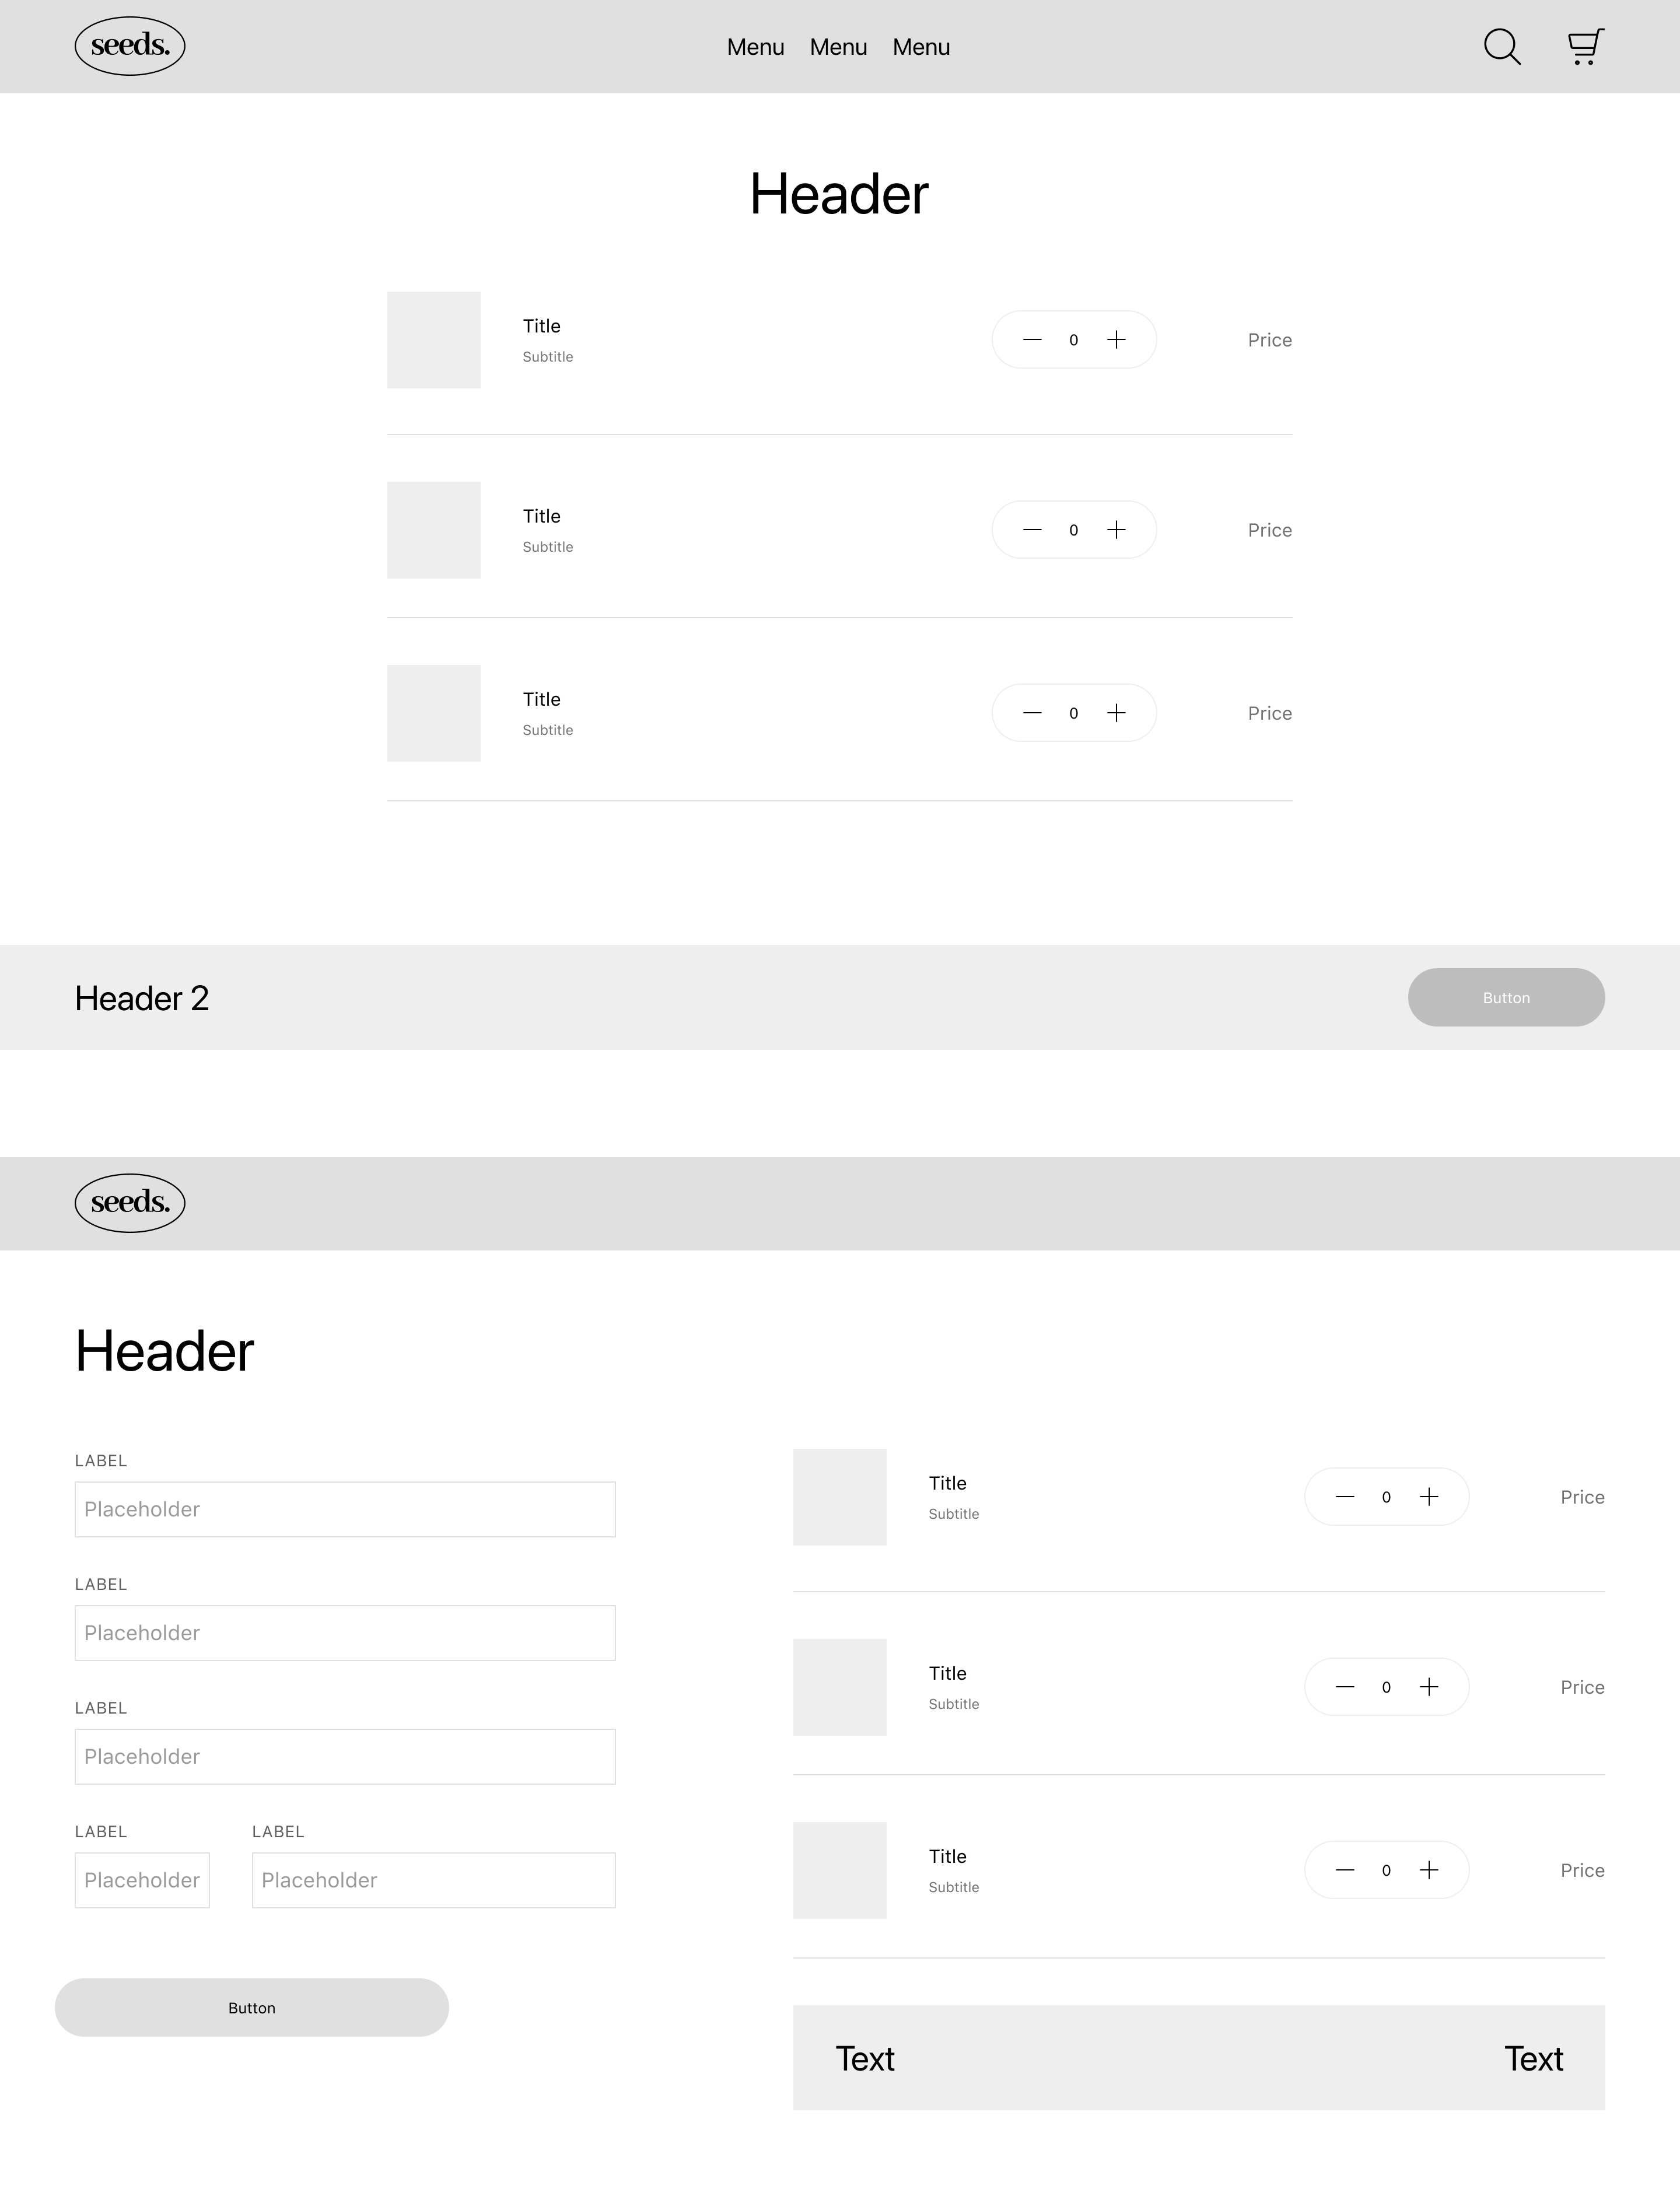 seeds.
Menu Menu Menu
Header
Title
Subtitle
0
Price
Title
Subtitle
0
Price
Title
Subtitle
0
Price
Header 2
Button
seeds.
Header
LABEL
Placeholder
LABEL
Placeholder
LABEL
Placeholder
LABEL LABEL
Placeholder Placeholder
Button
Title
Subtitle
0
Price
Title
Subtitle
0
Price
Title
Subtitle
0
Price
Text Text